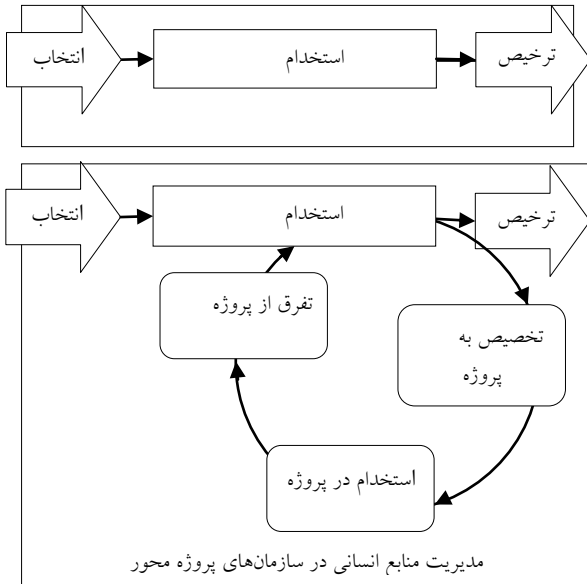 انتخاب
استخدام
ترخیص
انتخاب
استخدام
ترخیص
تفرق از پروژه
تخصیص به
پروژه
استخدام در پروژه
مدیریت منابع انسانی در سازمان‌های پروژه محور